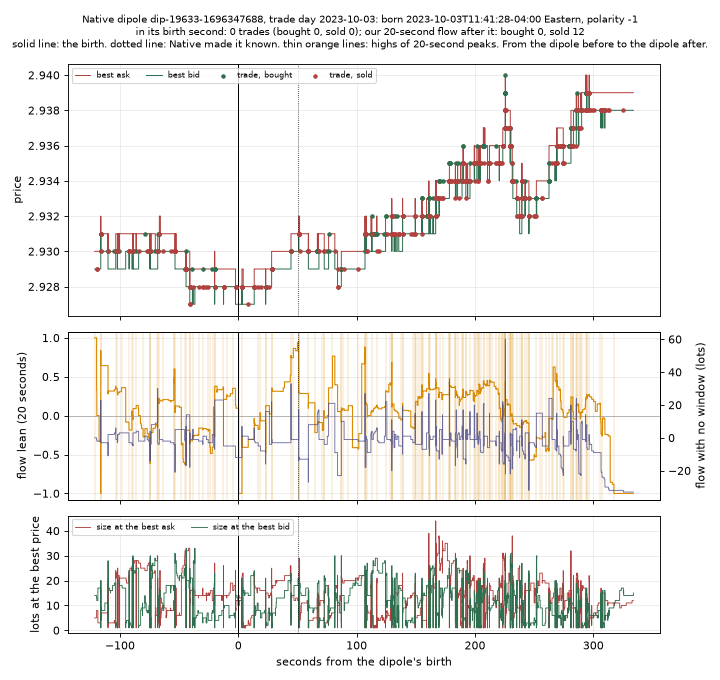 Native dipole dip-19633-1696347688, trade day 2023-10-03: born 2023-10-03T11:41:28-04:00 Eastern, polarity -1
in its birth second: 0 trades (bought 0, sold 0); our 20-second flow after it: bought 0, sold 12
solid line: the birth. dotted line: Native made it known. thin orange lines: highs of 20-second peaks. From the dipole before to the dipole after.
best ask best bid trade, bought trade, sold
2.940
2.938
2.936
2.934
2.932
2.930
2.928
price
1.0
0.5
0.0
−0.5
−1.0
flow lean (20 seconds)
60
40
20
0
−20
flow with no window (lots)
size at the best ask size at the best bid
40
30
20
10
0
lots at the best price
−100 0 100 200 300
seconds from the dipole's birth